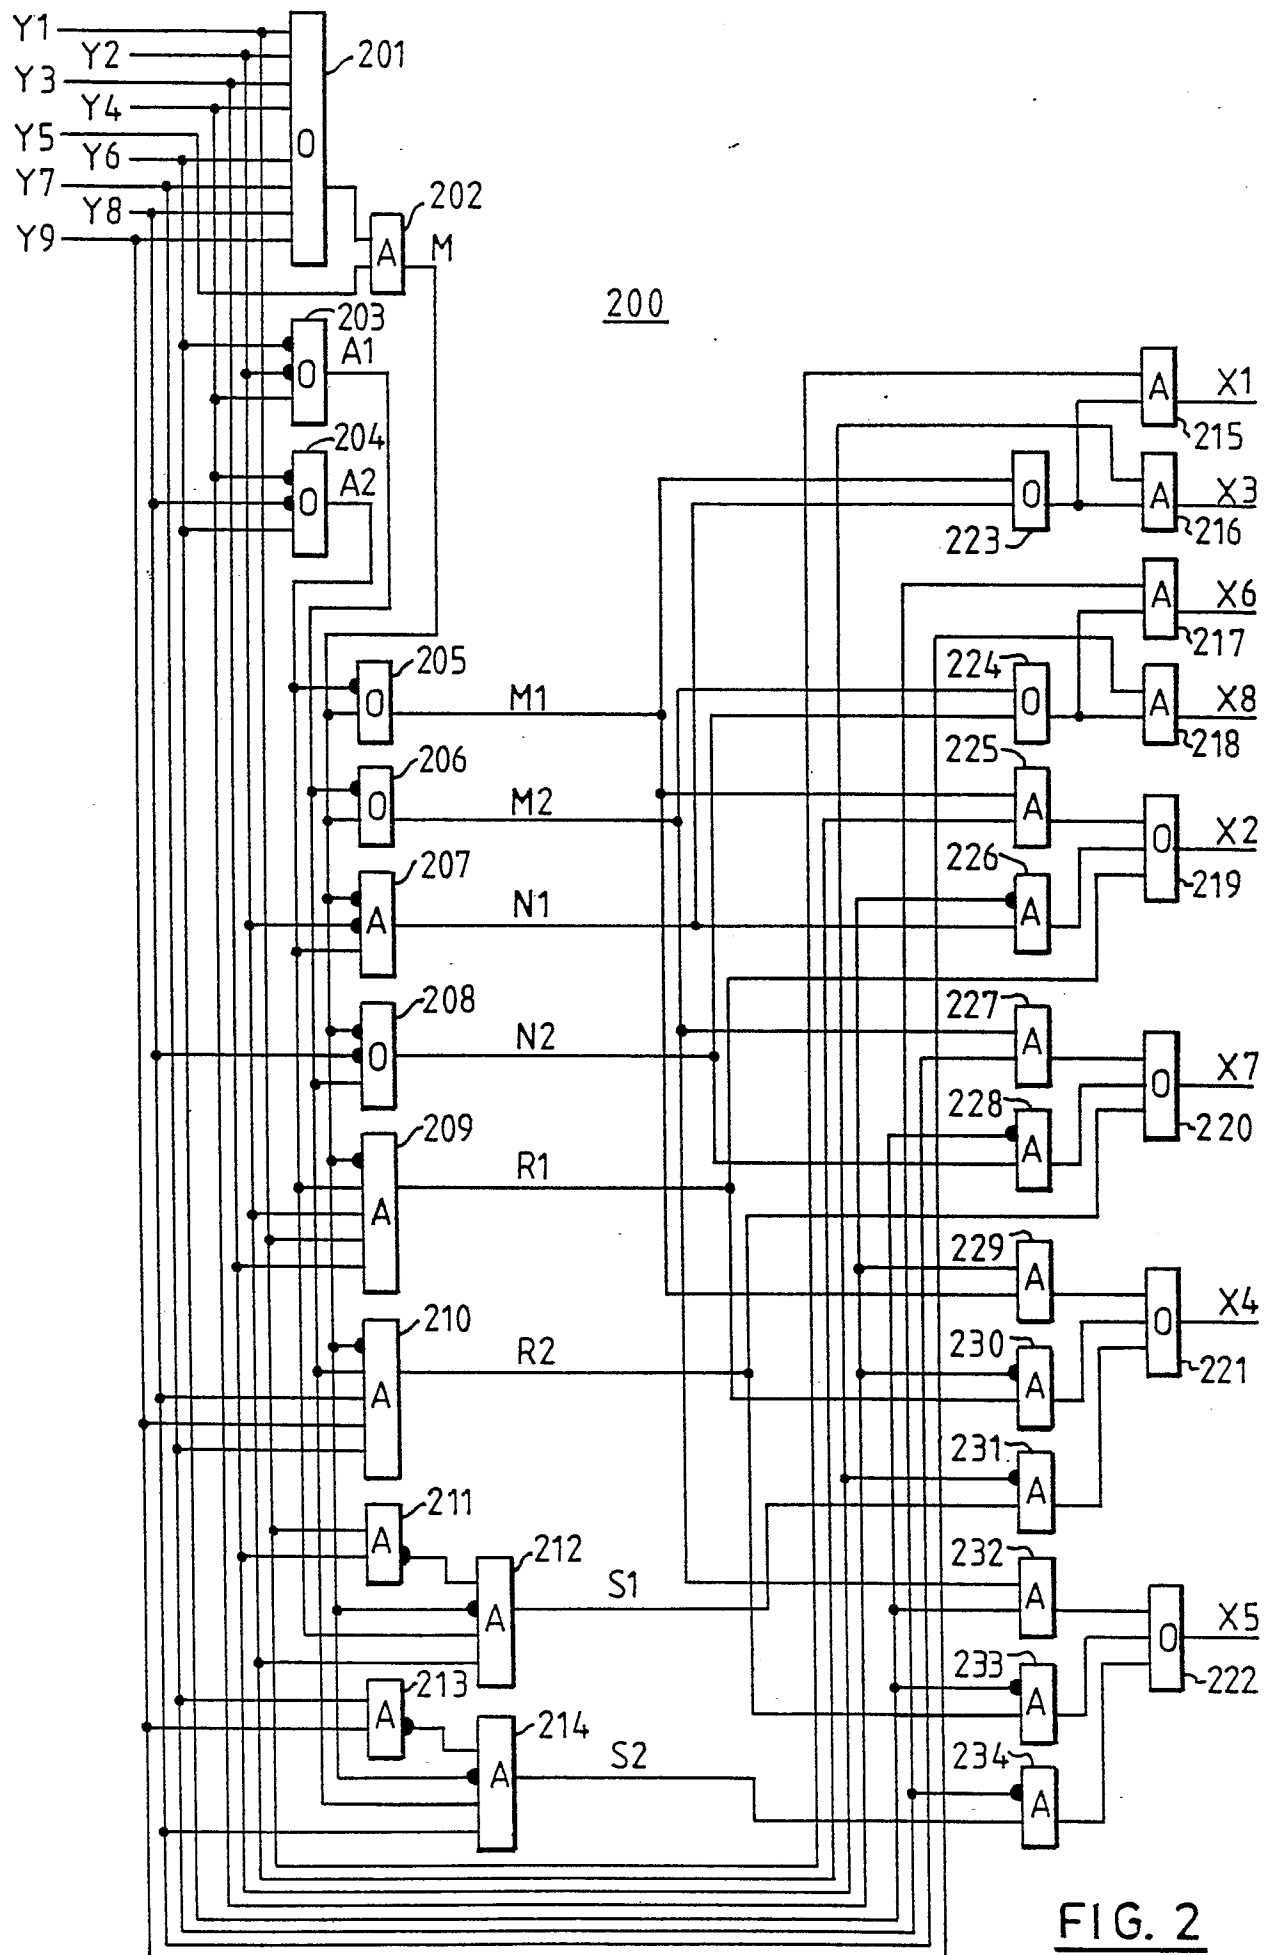 Y1
Y2
201
Y3
Y4
O
Y5
Y6
Y7
202
Y8
A
M
Y9
200
203
A1
O
X1
A
215
204
A2
O
X3
O
A
223
216
X6
A
217
205
M1
O
224
O
X8
A
218
206
M2
O
225
A
X2
O
219
207
N1
A
226
A
208
N2
O
227
A
X7
O
220
228
A
209
R1
A
229
A
X4
O
221
210
R2
A
230
A
231
A
211
A
212
A
S1
232
A
X5
O
222
213
A
233
A
214
A
S2
234
A
FIG. 2